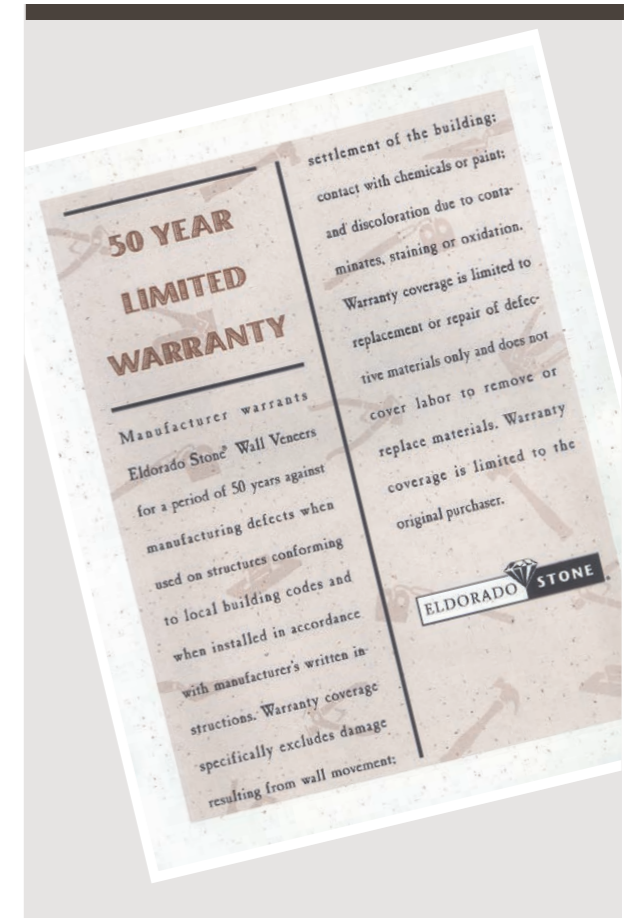 50 YEAR
LIMITED
WARRANTY
Manufacturer warrants
Eldorado Stone® Wall Veneers
for a period of 50 years against
manufacturing defects when
used on structures conforming
to local building codes and
when installed in accordance
with manufacturer's written in-
structions. Warranty coverage
specifically excludes damage
resulting from wall movement;
settlement of the building;
contact with chemicals or paint;
and discoloration due to conta-
minates, staining or oxidation.
Warranty coverage is limited to
replacement or repair of defec-
tive materials only and does not
cover labor to remove or
replace materials. Warranty
coverage is limited to the
original purchaser.
ELDORADO STONE